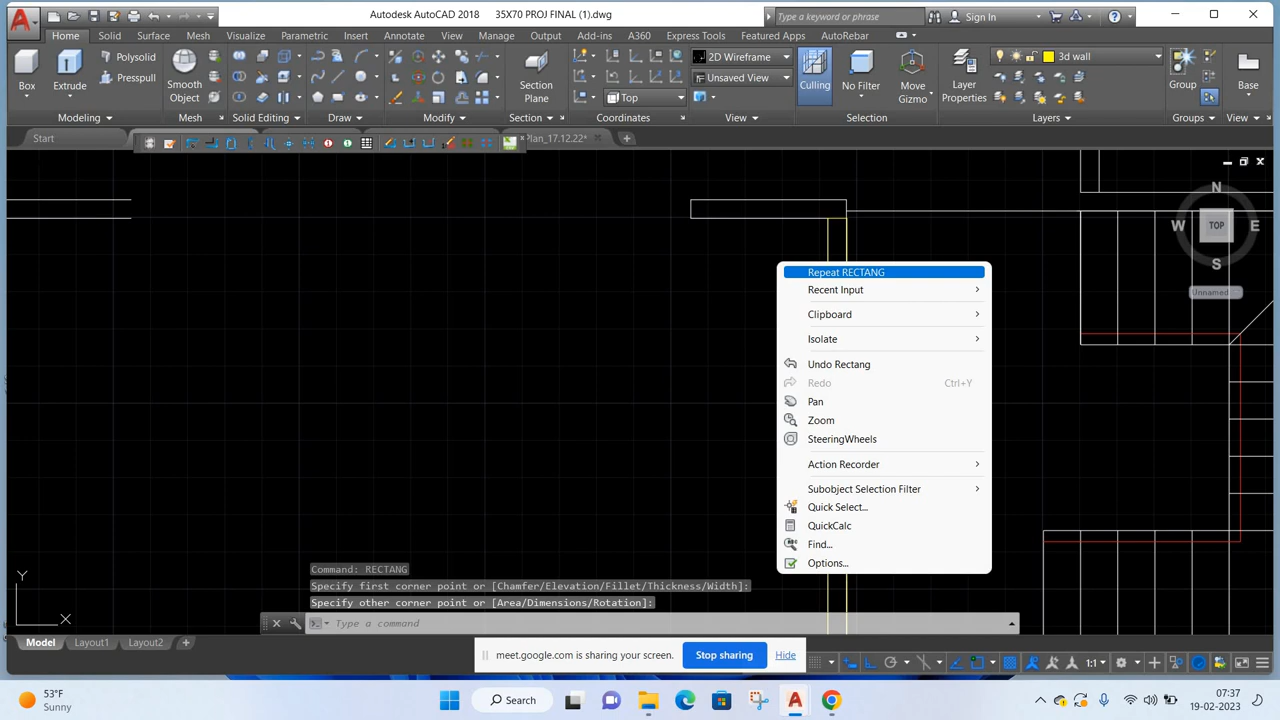 Autodesk AutoCAD 2018 35X70 PROJ FINAL (1).dwg
Type a keyword or phrase
Sign In
Home Solid Surface Mesh Visualize Parametric Insert Annotate View Manage Output Add-ins A360 Express Tools Featured Apps AutoRebar
Box
Extrude
Polysolid
Presspull
Smooth
Object
Section
Plane
Top
2D Wireframe
Unsaved View
Culling
No Filter
Move
Gizmo
Layer
Properties
3d wall
Group
Base
Modeling
Mesh
Solid Editing
Draw
Modify
Section
Coordinates
View
Selection
Layers
Groups
View
Start
Plan_17.12.22*
N
W
TOP
E
S
Unnamed
Repeat RECTANG
Recent Input
Clipboard
Isolate
Undo Rectang
Redo Ctrl+Y
Pan
Zoom
SteeringWheels
Action Recorder
Subobject Selection Filter
Quick Select...
QuickCalc
Find...
Options...
Y
X
Command: RECTANG
Specify first corner point or [Chamfer/Elevation/Fillet/Thickness/Width]:
Specify other corner point or [Area/Dimensions/Rotation]:
Type a command
Model Layout1 Layout2
meet.google.com is sharing your screen.
Stop sharing
Hide
1:1
53°F
Sunny
Search
07:37
19-02-2023